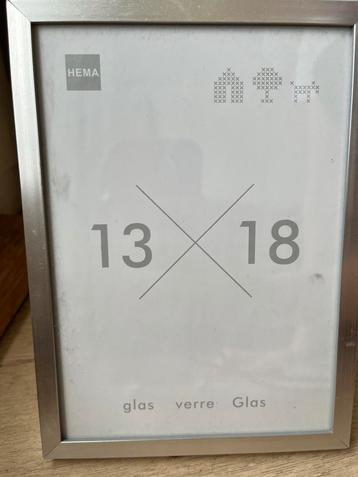 HEMA
13 X 18
glas verre Glas